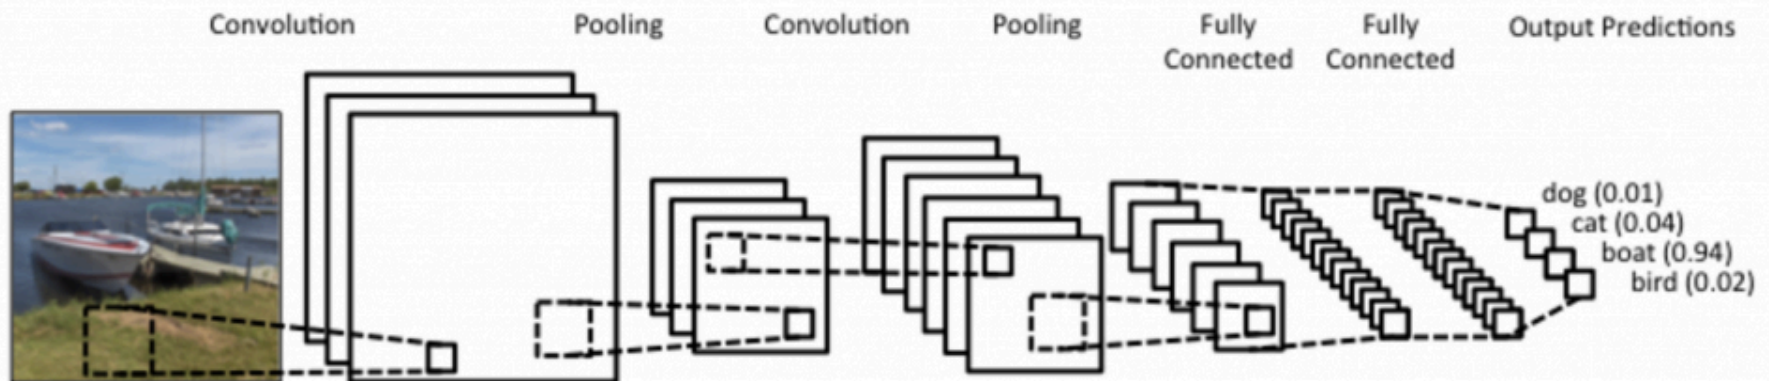 Convolution
Pooling
Convolution
Pooling
Fully
Connected
Fully
Connected
Output Predictions
dog (0.01)
cat (0.04)
boat (0.94)
bird (0.02)